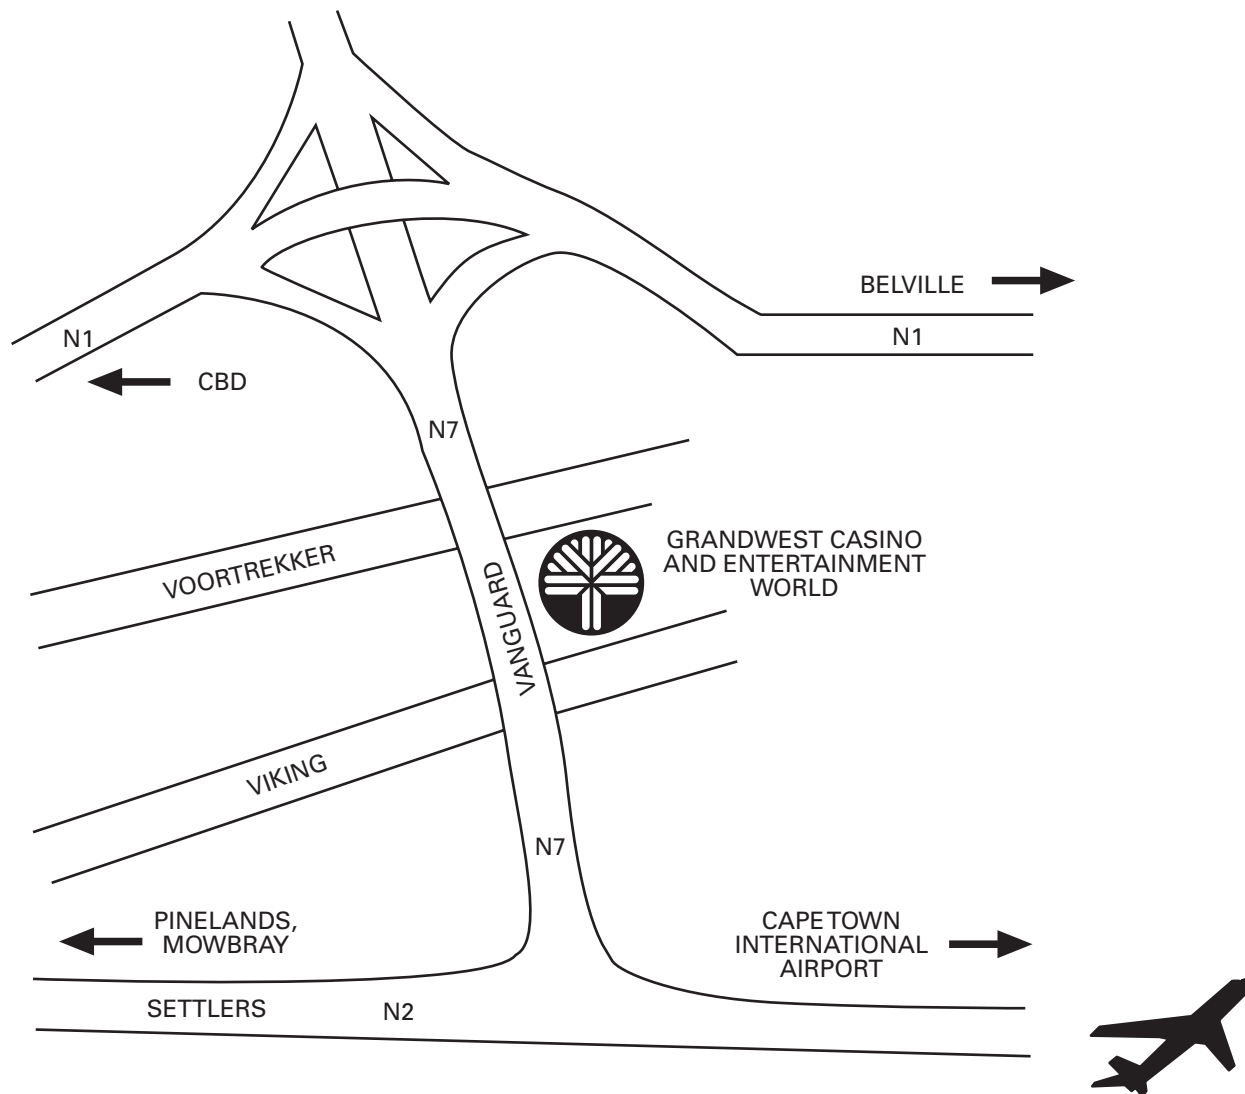 BELVILLE
N1
N1
CBD
N7
VOORTREKKER
GRANDWEST CASINO
AND ENTERTAINMENT
WORLD
VANGUARD
VIKING
N7
PINELANDS,
MOWBRAY
CAPE TOWN
INTERNATIONAL
AIRPORT
SETTLERS
N2